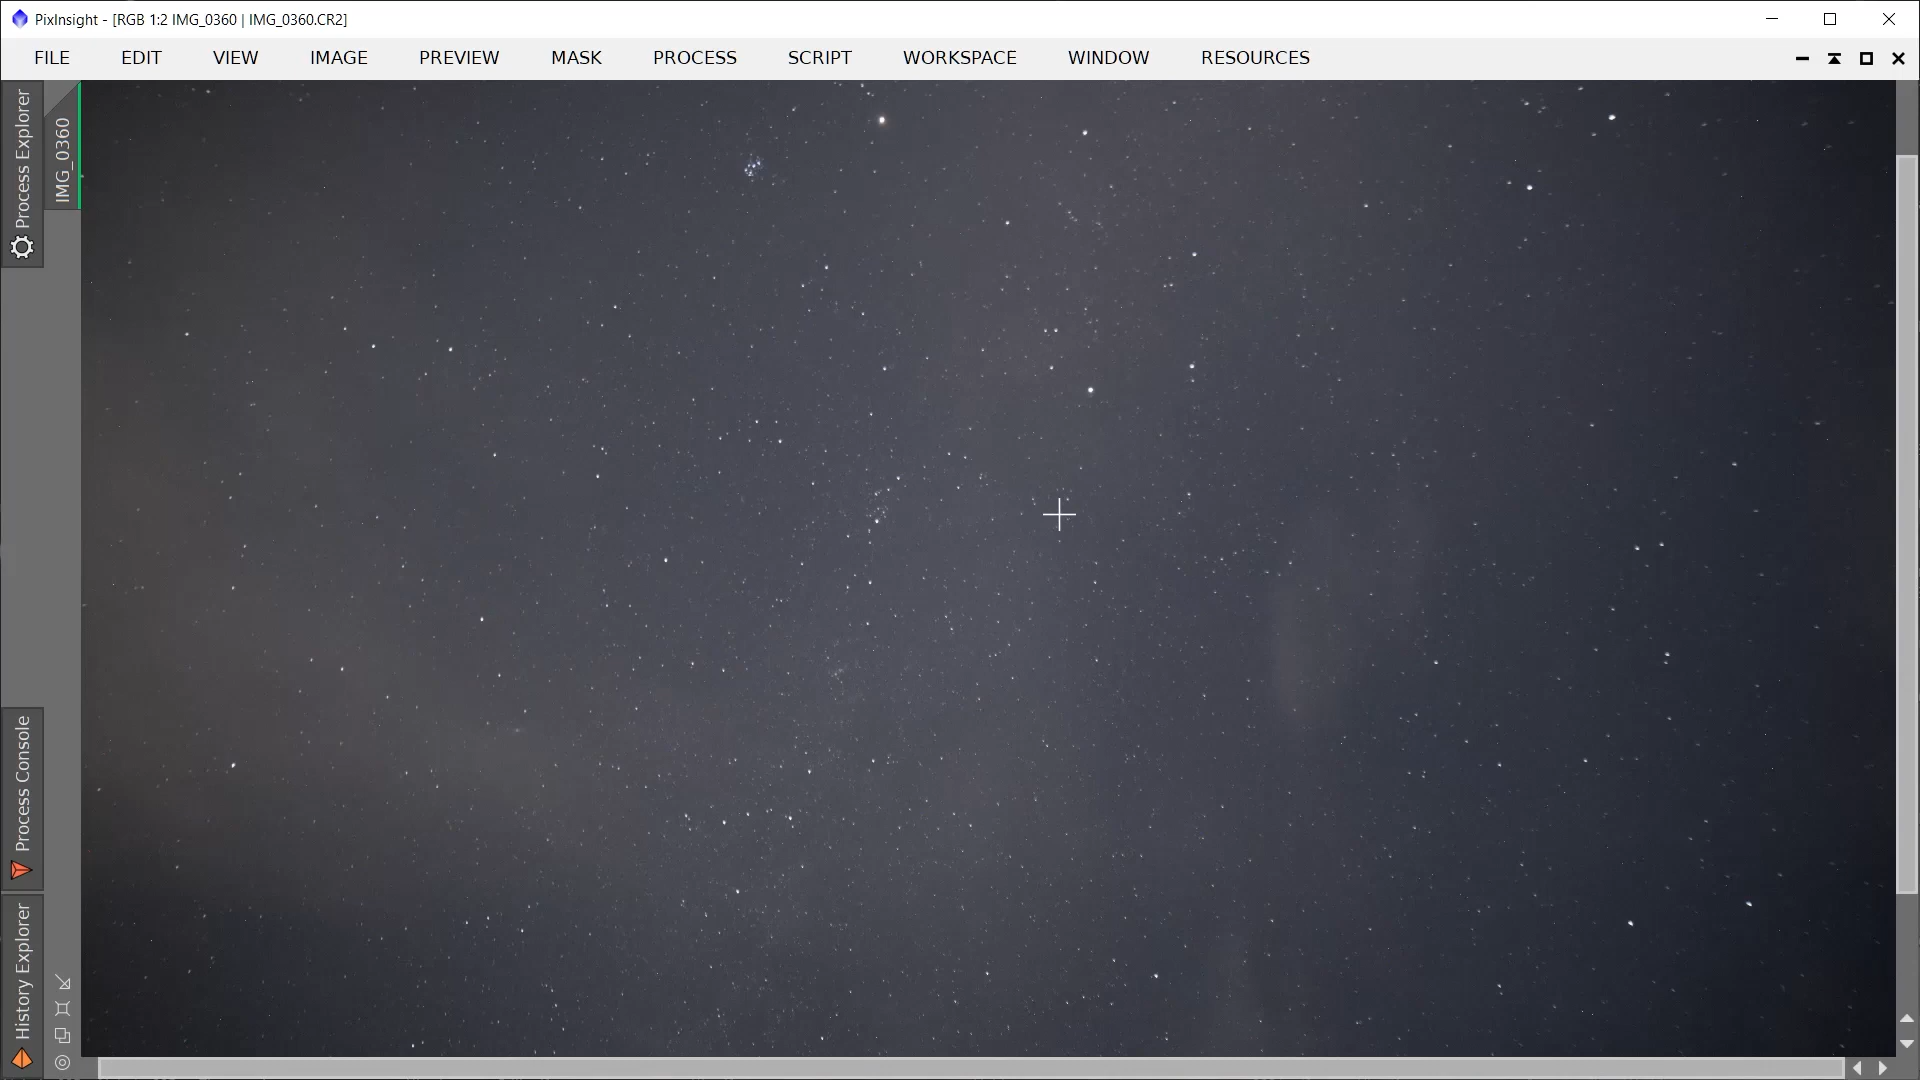 PixInsight - [RGB 1:2 IMG_0360 | IMG_0360.CR2]
FILE EDIT VIEW IMAGE PREVIEW MASK PROCESS SCRIPT WORKSPACE WINDOW RESOURCES
Process Explorer
IMG_0360
Process Console
History Explorer